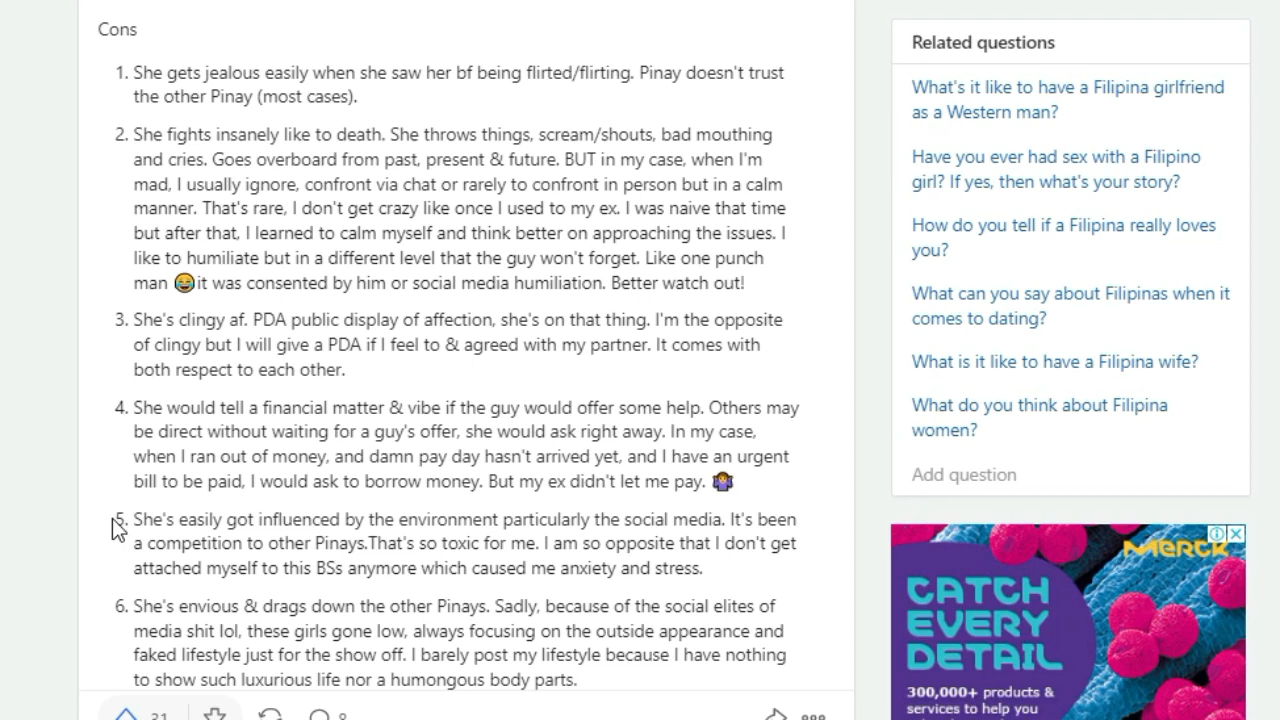 Cons
1. She gets jealous easily when she saw her bf being flirted/flirting. Pinay doesn't trust
the other Pinay (most cases).
2. She fights insanely like to death. She throws things, scream/shouts, bad mouthing
and cries. Goes overboard from past, present & future. BUT in my case, when I'm
mad, I usually ignore, confront via chat or rarely to confront in person but in a calm
manner. That's rare, I don't get crazy like once I used to my ex. I was naive that time
but after that, I learned to calm myself and think better on approaching the issues. I
like to humiliate but in a different level that the guy won't forget. Like one punch
man 😂it was consented by him or social media humiliation. Better watch out!
3. She's clingy af. PDA public display of affection, she's on that thing. I'm the opposite
of clingy but I will give a PDA if I feel to & agreed with my partner. It comes with
both respect to each other.
4. She would tell a financial matter & vibe if the guy would offer some help. Others may
be direct without waiting for a guy's offer, she would ask right away. In my case,
when I ran out of money, and damn pay day hasn't arrived yet, and I have an urgent
bill to be paid, I would ask to borrow money. But my ex didn't let me pay. 🤷‍♀️
5. She's easily got influenced by the environment particularly the social media. It's been
a competition to other Pinays.That's so toxic for me. I am so opposite that I don't get
attached myself to this BSs anymore which caused me anxiety and stress.
6. She's envious & drags down the other Pinays. Sadly, because of the social elites of
media shit lol, these girls gone low, always focusing on the outside appearance and
faked lifestyle just for the show off. I barely post my lifestyle because I have nothing
to show such luxurious life nor a humongous body parts.
Related questions
What's it like to have a Filipina girlfriend
as a Western man?
Have you ever had sex with a Filipino
girl? If yes, then what's your story?
How do you tell if a Filipina really loves
you?
What can you say about Filipinas when it
comes to dating?
What is it like to have a Filipina wife?
What do you think about Filipina
women?
Add question
MERCK
CATCH
EVERY
DETAIL
300,000+ products &
services to help you